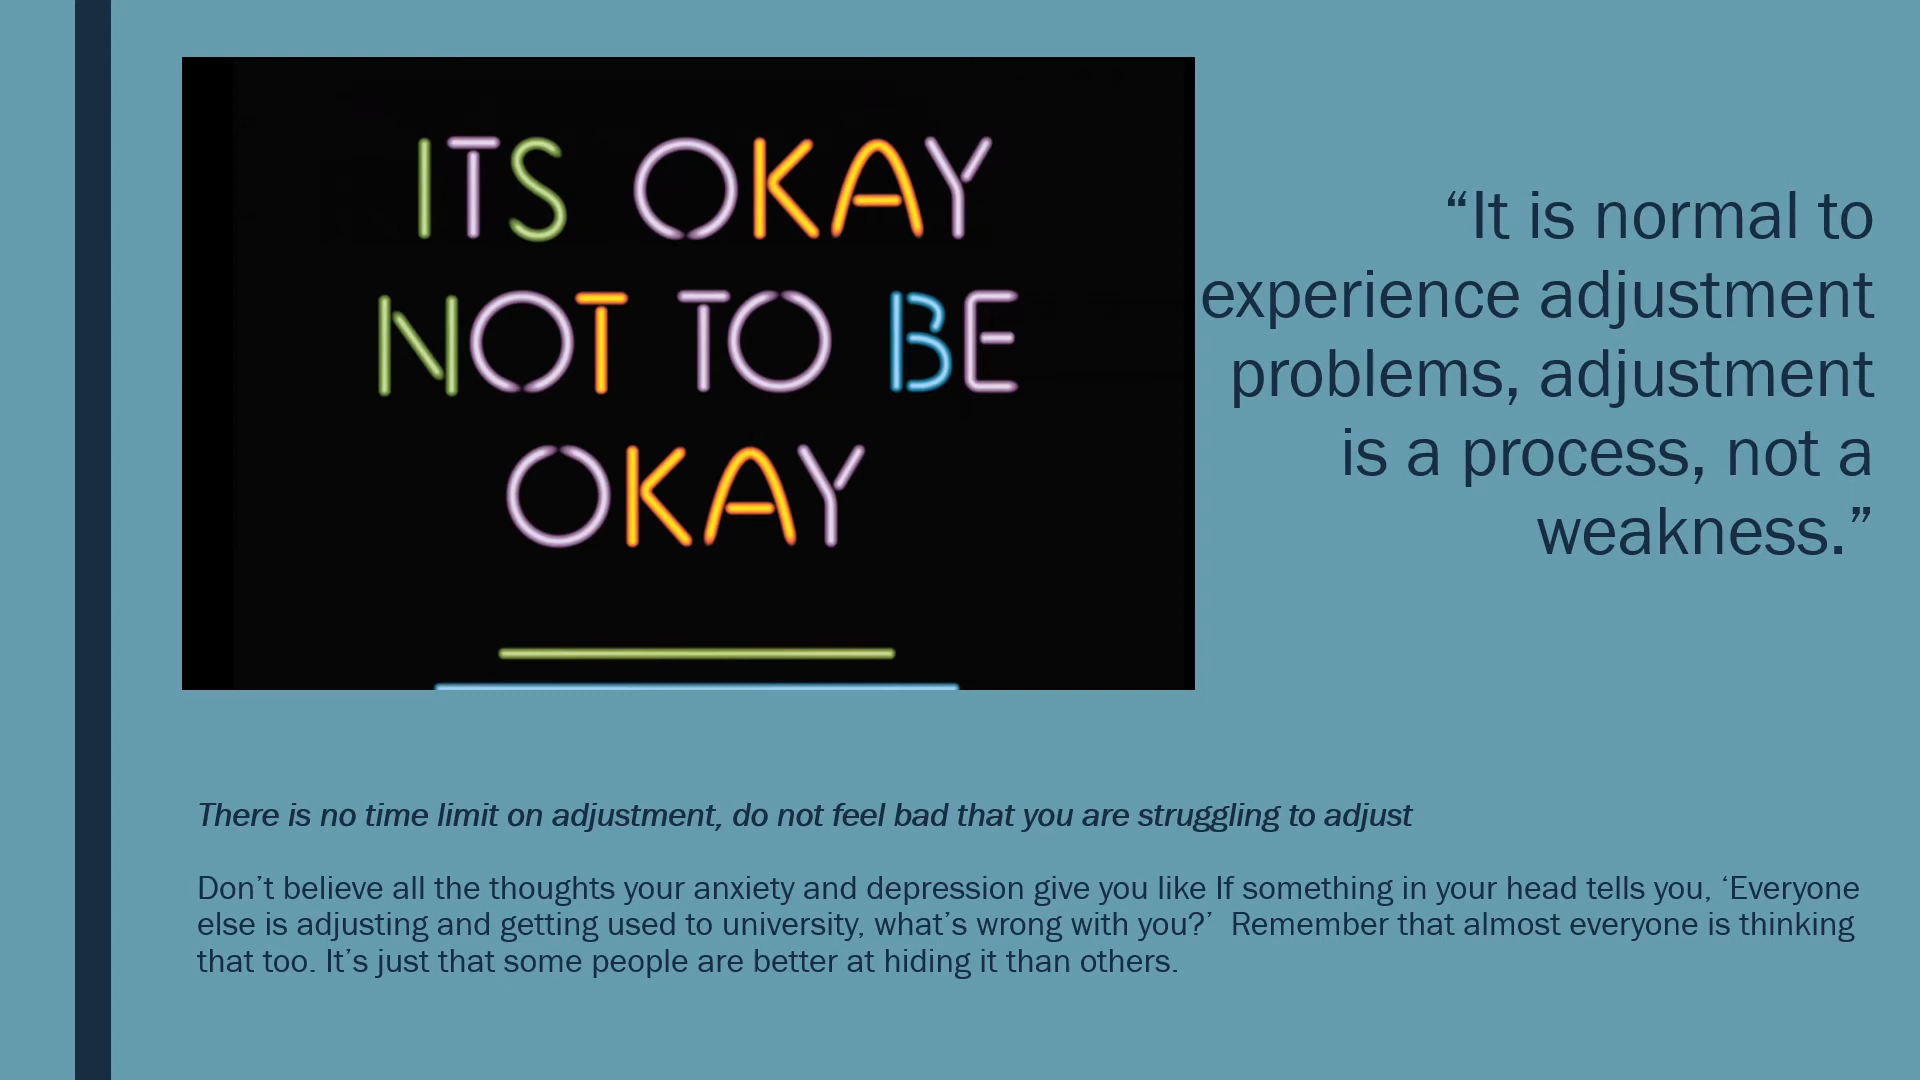 ITS OKAY
NOT TO BE
OKAY
“It is normal to
experience adjustment
problems, adjustment
is a process, not a
weakness.”
There is no time limit on adjustment, do not feel bad that you are struggling to adjust
Don’t believe all the thoughts your anxiety and depression give you like If something in your head tells you, ‘Everyone
else is adjusting and getting used to university, what’s wrong with you?’  Remember that almost everyone is thinking
that too. It’s just that some people are better at hiding it than others.